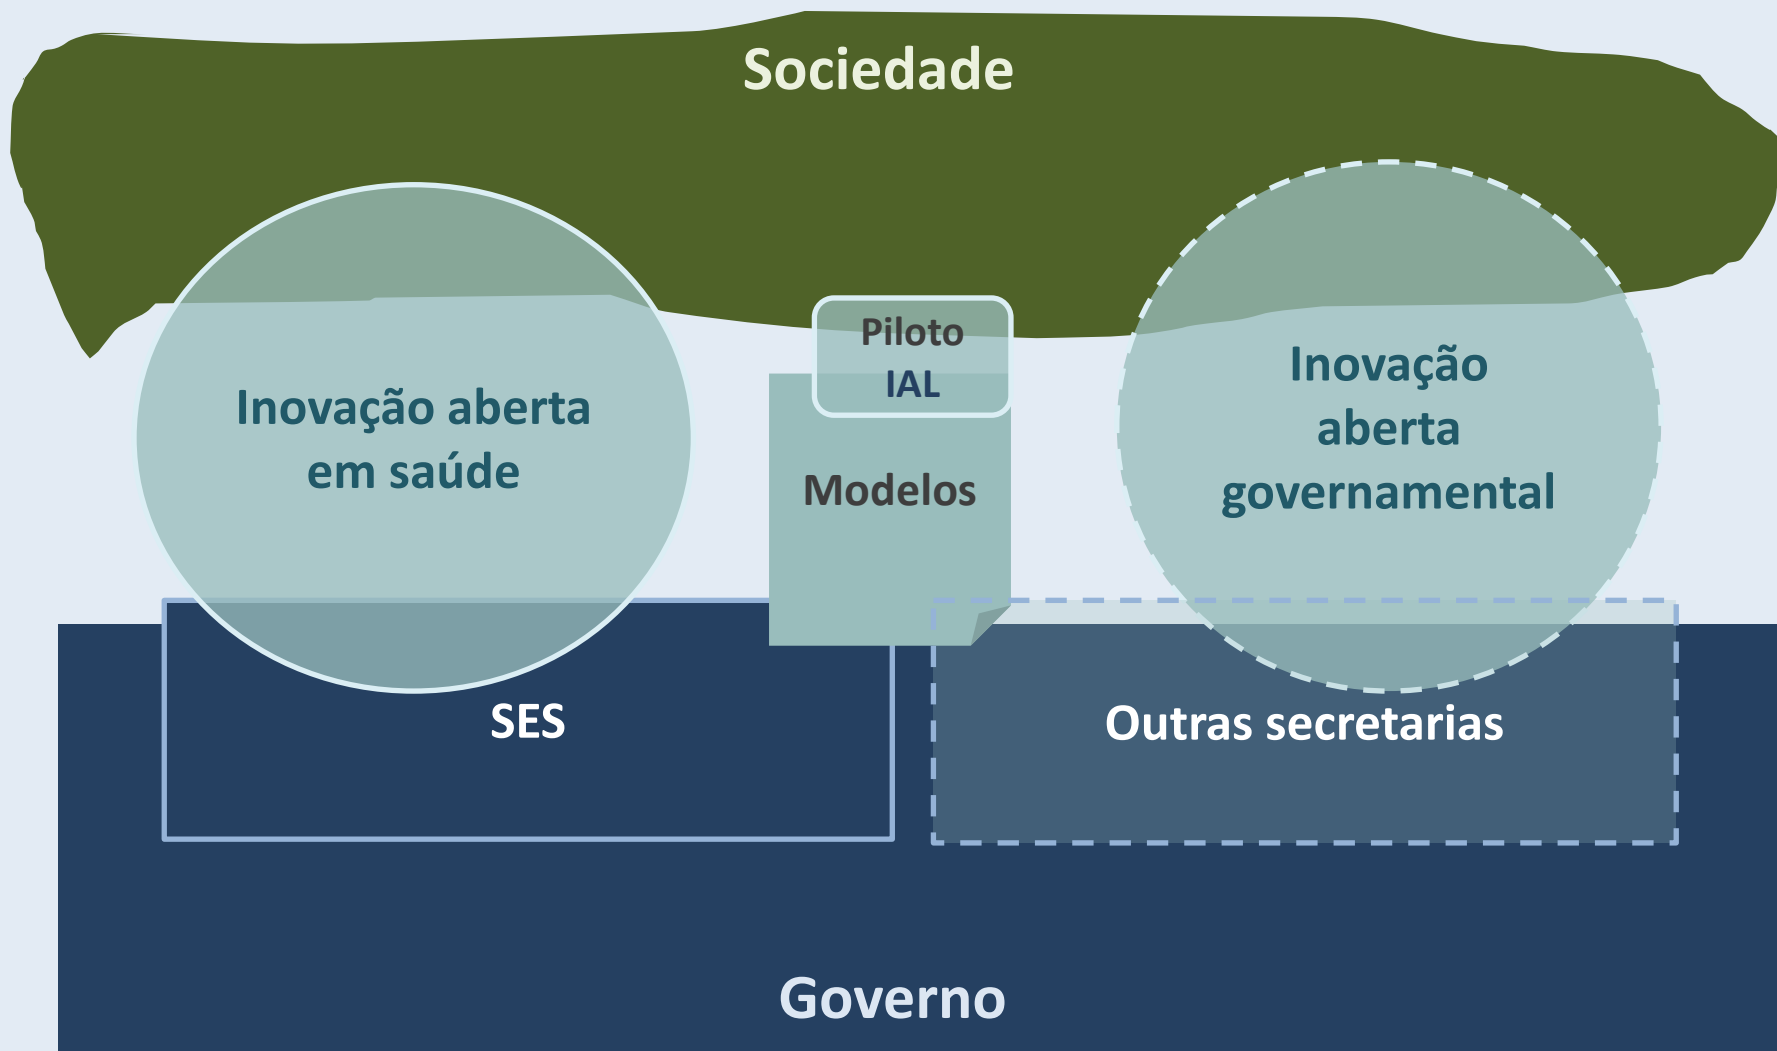 Sociedade
Inovação aberta
em saúde
Piloto
IAL
Modelos
Inovação
aberta
governamental
SES
Outras secretarias
Governo